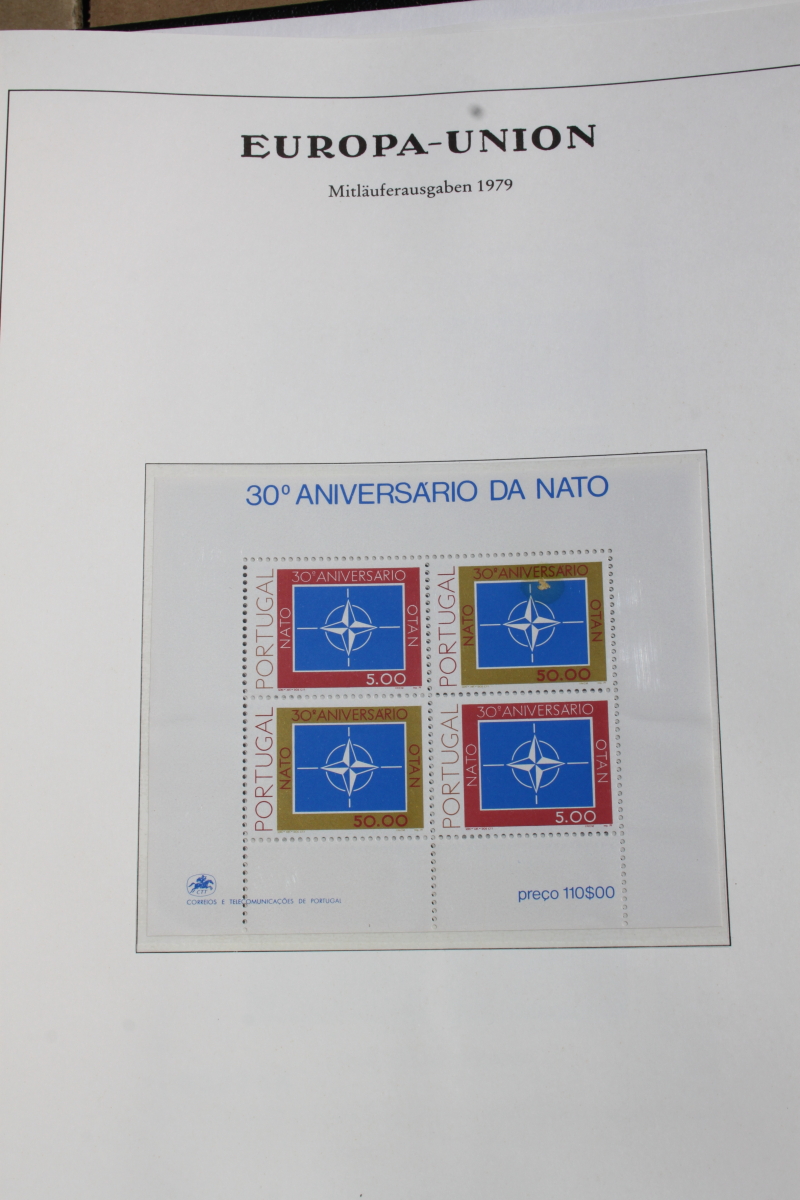 EUROPA-UNION
Mitläuferausgaben 1979
30º ANIVERSÁRIO DA NATO
PORTUGAL
30º ANIVERSÁRIO
NATO
OTAN
5.00
PORTUGAL
30º ANIVERSÁRIO
NATO
OTAN
50.00
PORTUGAL
30º ANIVERSÁRIO
NATO
OTAN
50.00
PORTUGAL
30º ANIVERSÁRIO
NATO
OTAN
5.00
CTT
CORREIOS E TELECOMUNICAÇÕES DE PORTUGAL
preço 110$00